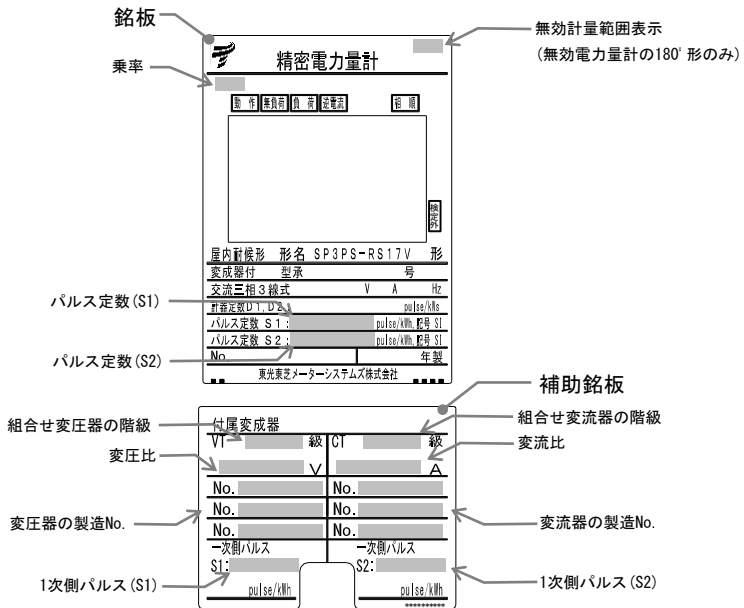 銘板
無効計量範囲表示
(無効電力量計の180°形のみ)
乗率
精密電力量計
動 作 無負荷 負 荷 逆電流 相 順
検定外
屋内耐候形 形名 SP3PS-RS17V 形
変成器付 型承 号
交流三相3線式 V A Hz
計器定数D1,D2: pulse/kWs
パルス定数 S1: pulse/kWh,記号 SI
パルス定数 S2: pulse/kWh,記号 SI
No. 年製
東光東芝メーターシステムズ株式会社
パルス定数(S1)
パルス定数(S2)
補助銘板
組合せ変圧器の階級
組合せ変流器の階級
変圧比
変流比
付属変成器
VT 級 CT 級
V A
No. No.
No. No.
No. No.
変圧器の製造No.
変流器の製造No.
一次側パルス 一次側パルス
S1: S2:
pulse/kWh pulse/kWh
**********
1次側パルス(S1)
1次側パルス(S2)